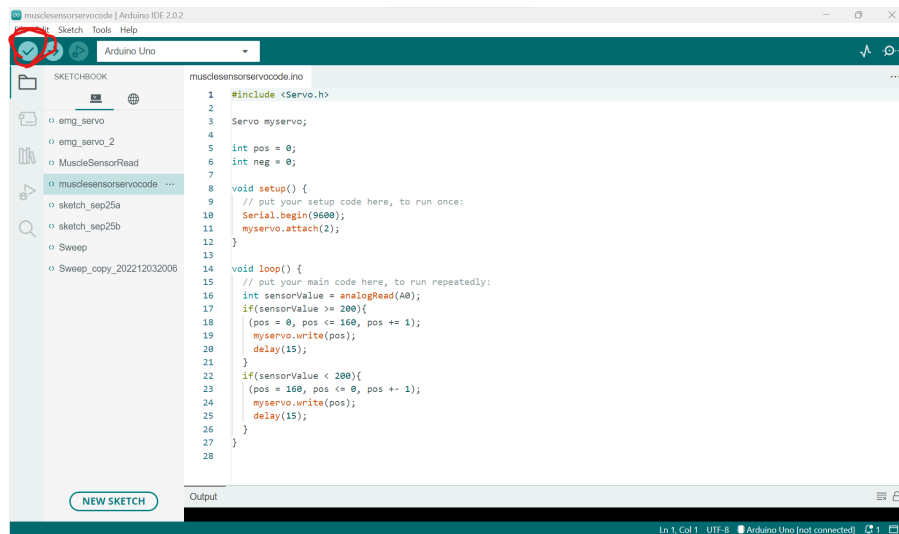 musclesensorservocode | Arduino IDE 2.0.2
Sketch Tools Help
Arduino Uno
SKETCHBOOK
emg_servo
emg_servo_2
MuscleSensorRead
musclesensorservocode ...
sketch_sep25a
sketch_sep25b
Sweep
Sweep_copy_202212032006
NEW SKETCH
musclesensorservocode.ino
1 #include <Servo.h>
2
3 Servo myservo;
4
5 int pos = 0;
6 int neg = 0;
7
8 void setup() {
9 // put your setup code here, to run once:
10 Serial.begin(9600);
11 myservo.attach(2);
12 }
13
14 void loop() {
15 // put your main code here, to run repeatedly:
16 int sensorValue = analogRead(A0);
17 if(sensorValue >= 200){
18 (pos = 0, pos <= 160, pos += 1);
19 myservo.write(pos);
20 delay(15);
21 }
22 if(sensorValue < 200){
23 (pos = 160, pos <= 0, pos +- 1);
24 myservo.write(pos);
25 delay(15);
26 }
27 }
28
Output
Ln 1, Col 1 UTF-8 Arduino Uno [not connected] 1